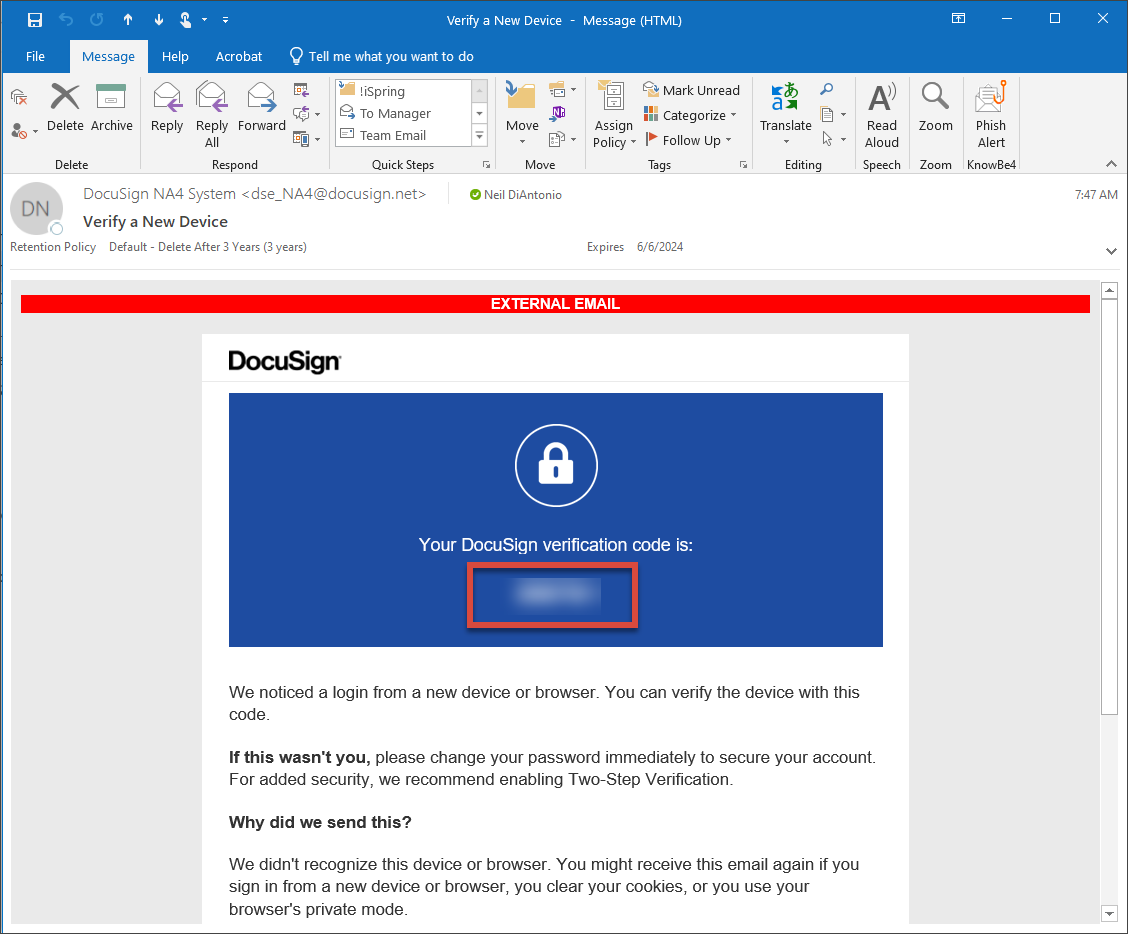 Verify a New Device - Message (HTML)
File Message Help Acrobat Tell me what you want to do
Delete Archive
Delete
Reply Reply All Forward
Respond
!iSpring
To Manager
Team Email
Quick Steps
Move
Move
Assign Policy
Mark Unread
Categorize
Follow Up
Tags
Translate
Editing
Read Aloud
Speech
Zoom
Zoom
Phish Alert
KnowBe4
DN
DocuSign NA4 System <dse_NA4@docusign.net>
Neil DiAntonio
7:47 AM
Verify a New Device
Retention Policy Default - Delete After 3 Years (3 years)
Expires 6/6/2024
EXTERNAL EMAIL
DocuSign
Your DocuSign verification code is:
We noticed a login from a new device or browser. You can verify the device with this
code.
If this wasn't you, please change your password immediately to secure your account.
For added security, we recommend enabling Two-Step Verification.
Why did we send this?
We didn't recognize this device or browser. You might receive this email again if you
sign in from a new device or browser, you clear your cookies, or you use your
browser's private mode.